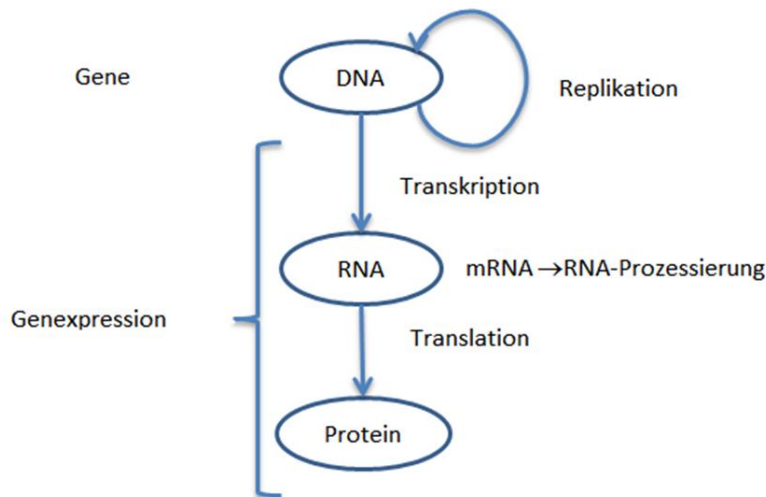 Gene
DNA
Replikation
Transkription
RNA
mRNA →RNA-Prozessierung
Genexpression
Translation
Protein